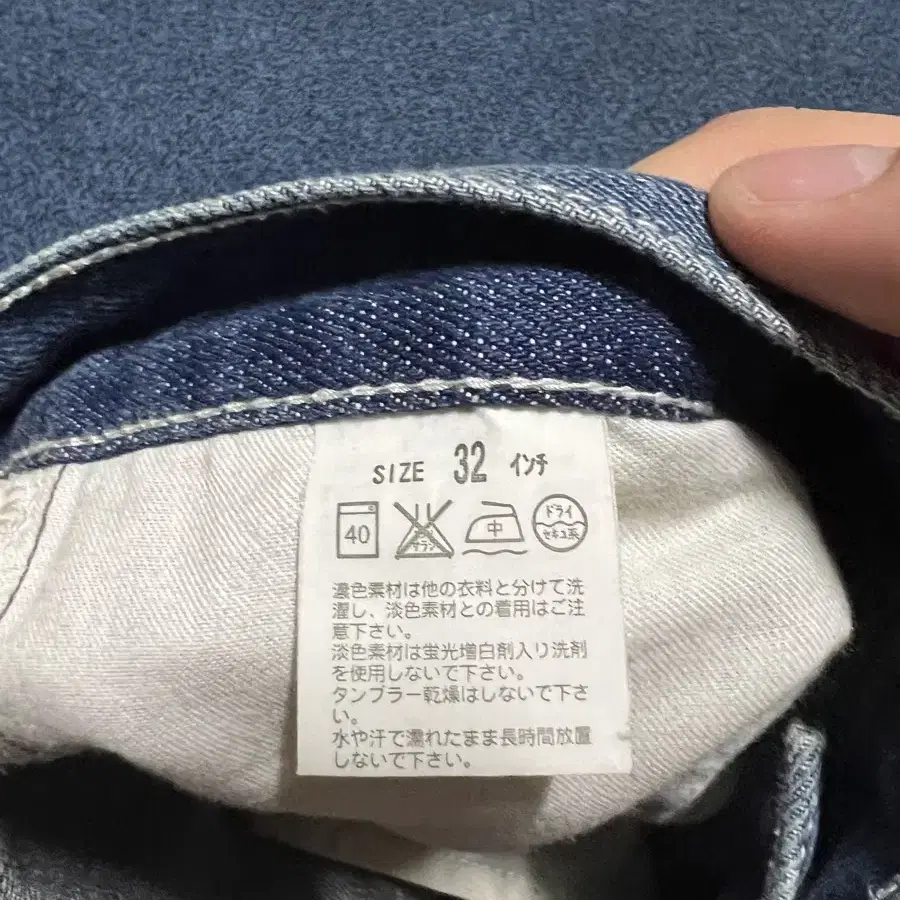 SIZE 32 インチ
40 サラシ 中 ドライ
セキユ系
濃色素材は他の衣料と分けて洗
濯し、淡色素材との着用はご注
意下さい。
淡色素材は蛍光増白剤入り洗剤
を使用しないで下さい。
タンブラー乾燥はしないで下さ
い。
水や汗で濡れたまま長時間放置
しないで下さい。